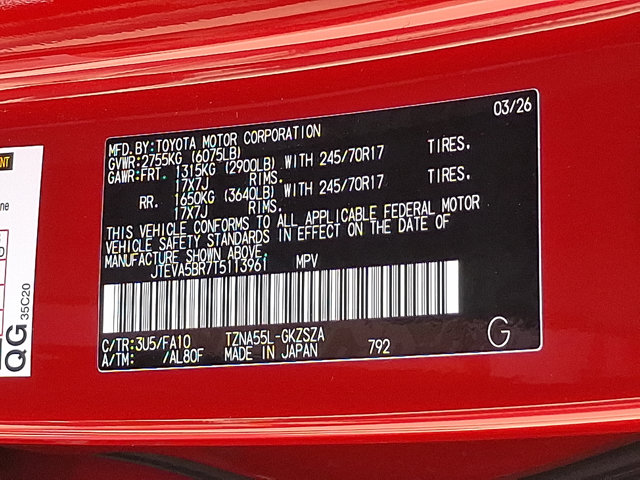 03/26
MFD.BY:TOYOTA MOTOR CORPORATION
GVWR:2755KG (6075LB)
GAWR:FRT. 1315KG (2900LB) WITH 245/70R17 TIRES.
17X7J RIMS.
RR. 1650KG (3640LB) WITH 245/70R17 TIRES.
17X7J RIMS.
THIS VEHICLE CONFORMS TO ALL APPLICABLE FEDERAL MOTOR
VEHICLE SAFETY STANDARDS IN EFFECT ON THE DATE OF
MANUFACTURE SHOWN ABOVE.
JTEVA5BR7T5113961 MPV
C/TR:3U5/FA10 TZNA55L-GKZSZA
A/TM: /AL80F MADE IN JAPAN 792
G
QG 35C20